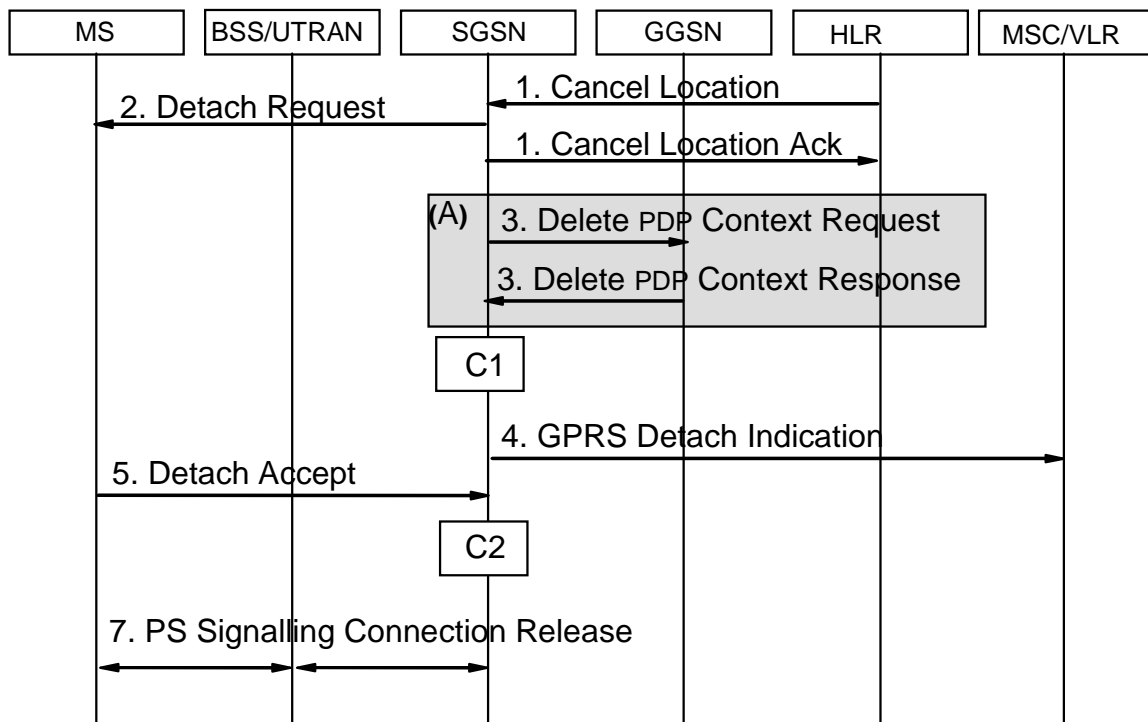 MS
BSS/UTRAN
SGSN
GGSN
HLR
MSC/VLR
1. Cancel Location
2. Detach Request
1. Cancel Location Ack
(A)
3. Delete PDP Context Request
3. Delete PDP Context Response
C1
4. GPRS Detach Indication
5. Detach Accept
C2
7. PS Signalling Connection Release